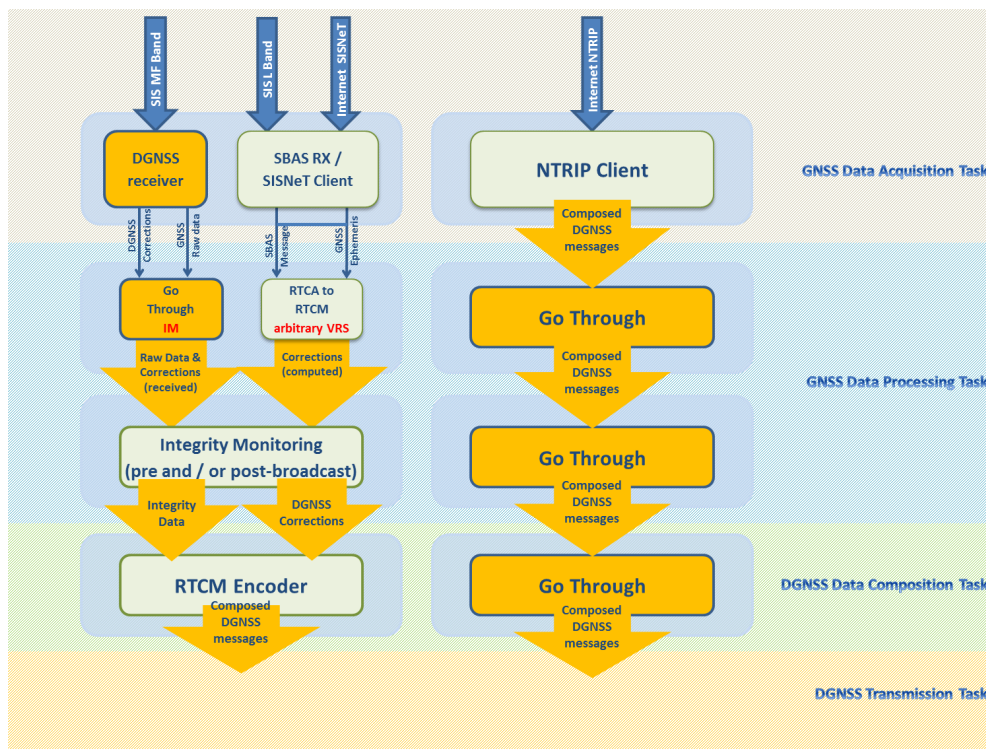 SIS MF Band
SIS L Band
Internet SISNeT
Internet NTRIP
DGNSS
receiver
SBAS RX /
SISNeT Client
NTRIP Client
GNSS Data Acquisition Task
DGNSS
Corrections
GNSS
Raw data
SBAS
Message
GNSS
Ephemeris
Composed
DGNSS
messages
Go
Through
IM
RTCA to
RTCM
arbitrary VRS
Go Through
Raw Data &
Corrections
(received)
Corrections
(computed)
Composed
DGNSS
messages
GNSS Data Processing Task
Integrity Monitoring
(pre and / or post-broadcast)
Go Through
Integrity
Data
DGNSS
Corrections
Composed
DGNSS
messages
RTCM Encoder
Go Through
DGNSS Data Composition Task
Composed
DGNSS
messages
Composed
DGNSS
messages
DGNSS Transmission Task